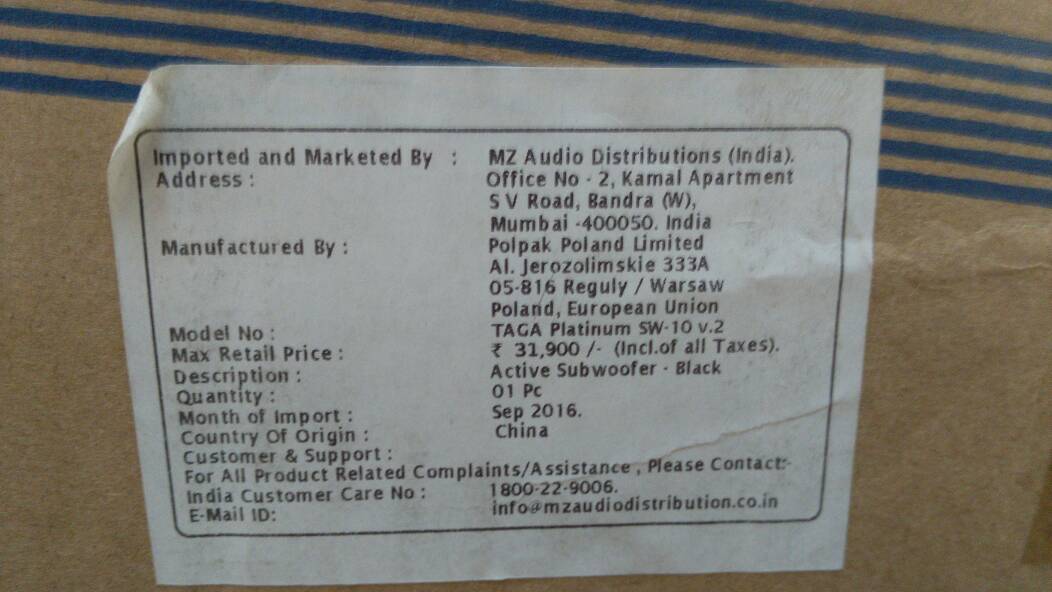 Imported and Marketed By : MZ Audio Distributions (India).
Address : Office No - 2, Kamal Apartment
S V Road, Bandra (W),
Mumbai -400050. India
Manufactured By : Polpak Poland Limited
Al. Jerozolimskie 333A
05-816 Reguly / Warsaw
Poland, European Union
Model No : TAGA Platinum SW-10 v.2
Max Retail Price : ₹ 31,900 /- (Incl.of all Taxes).
Description : Active Subwoofer - Black
Quantity : 01 Pc
Month of Import : Sep 2016.
Country Of Origin : China
Customer & Support :
For All Product Related Complaints/Assistance , Please Contact:-
India Customer Care No : 1800-22-9006.
E-Mail ID: info@mzaudiodistribution.co.in